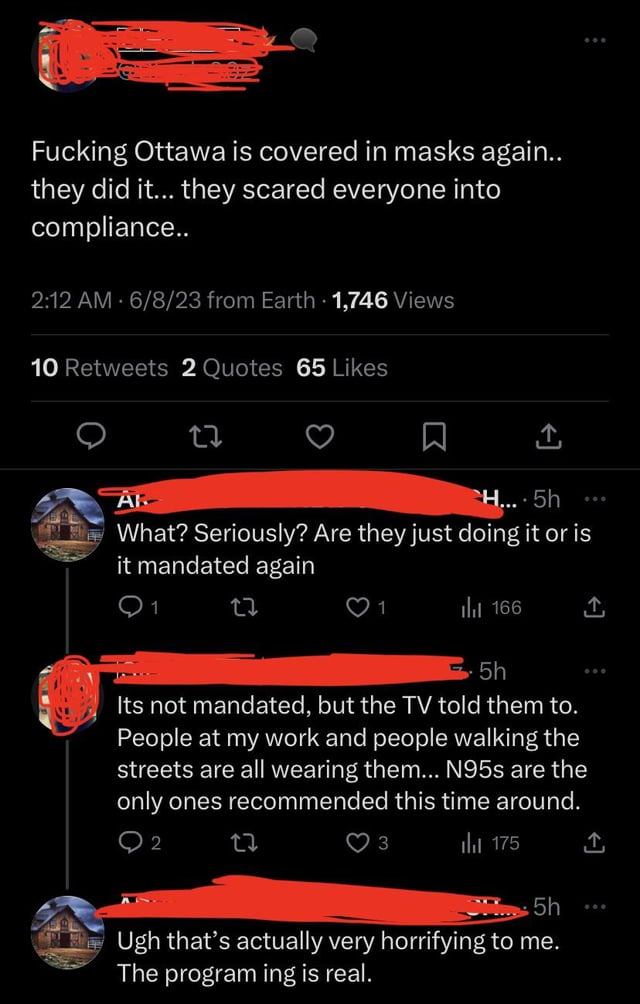 Fucking Ottawa is covered in masks again..
they did it... they scared everyone into
compliance..
2:12 AM · 6/8/23 from Earth · 1,746 Views
10 Retweets 2 Quotes 65 Likes
H... · 5h
What? Seriously? Are they just doing it or is
it mandated again
1 1 166
· 5h
Its not mandated, but the TV told them to.
People at my work and people walking the
streets are all wearing them... N95s are the
only ones recommended this time around.
2 3 175
· 5h
Ugh that's actually very horrifying to me.
The program ing is real.